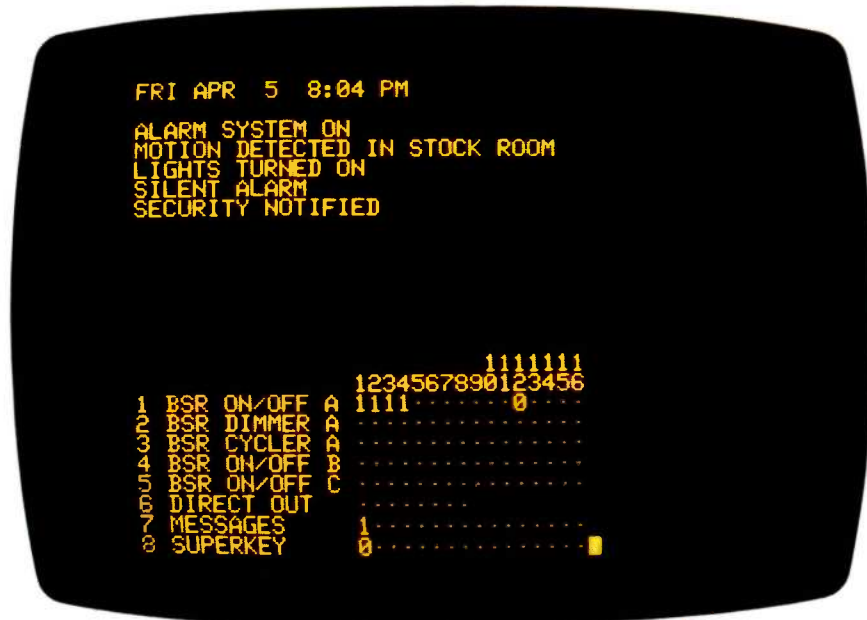 FRI APR 5 8:04 PM
ALARM SYSTEM ON
MOTION DETECTED IN STOCK ROOM
LIGHTS TURNED ON
SILENT ALARM
SECURITY NOTIFIED
1111111
1234567890123456
1 BSR ON/OFF A 1111·······0····
2 BSR DIMMER A ················
3 BSR CYCLER A ················
4 BSR ON/OFF B ················
5 BSR ON/OFF C ················
6 DIRECT OUT ········
7 MESSAGES 1···············
8 SUPERKEY 0···············